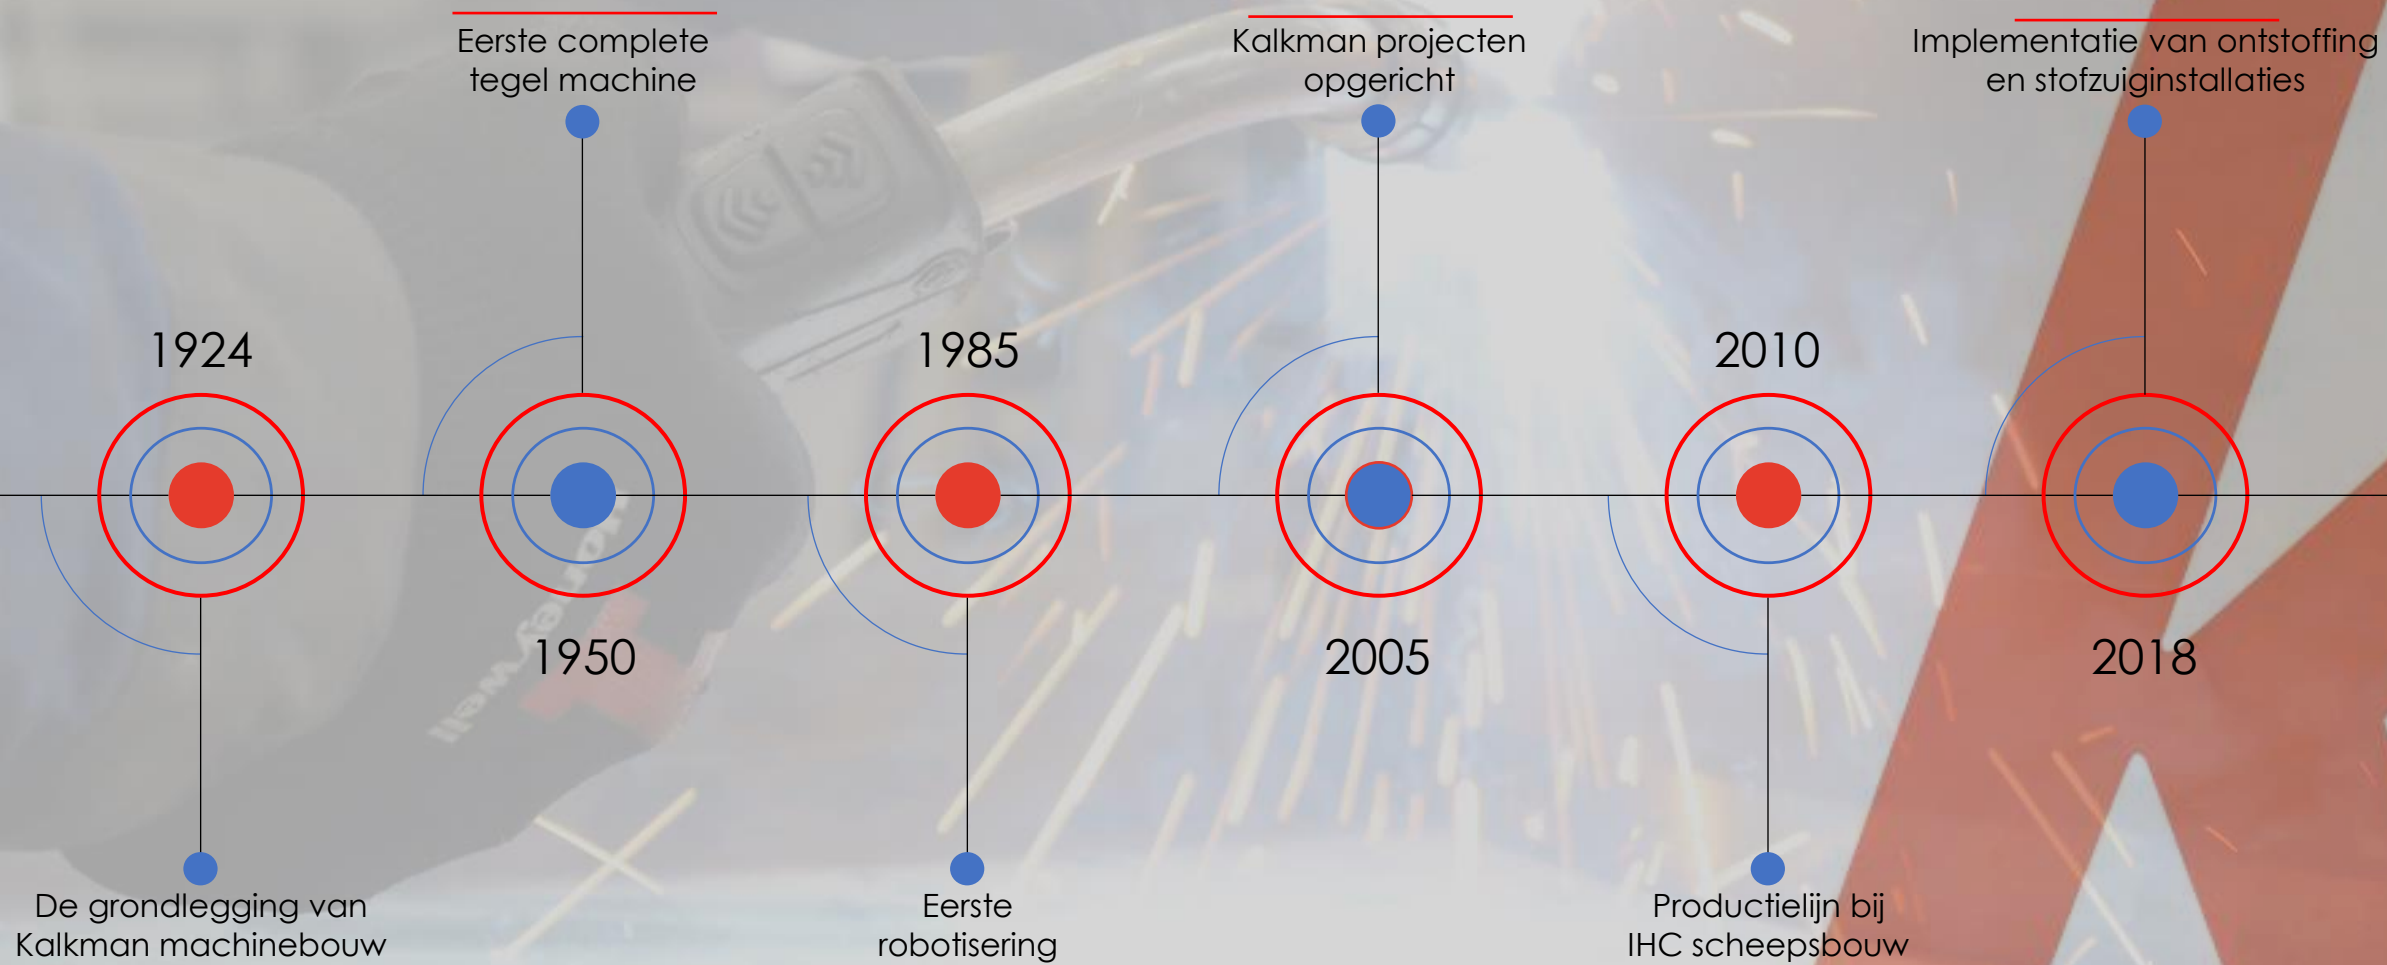 Eerste complete
tegel machine
Kalkman projecten
opgericht
Implementatie van ontstoffing
en stofzuiginstallaties
1924
1985
2010
1950
2005
2018
Honeywell
De grondlegging van
Kalkman machinebouw
Eerste
robotisering
Productielijn bij
IHC scheepsbouw